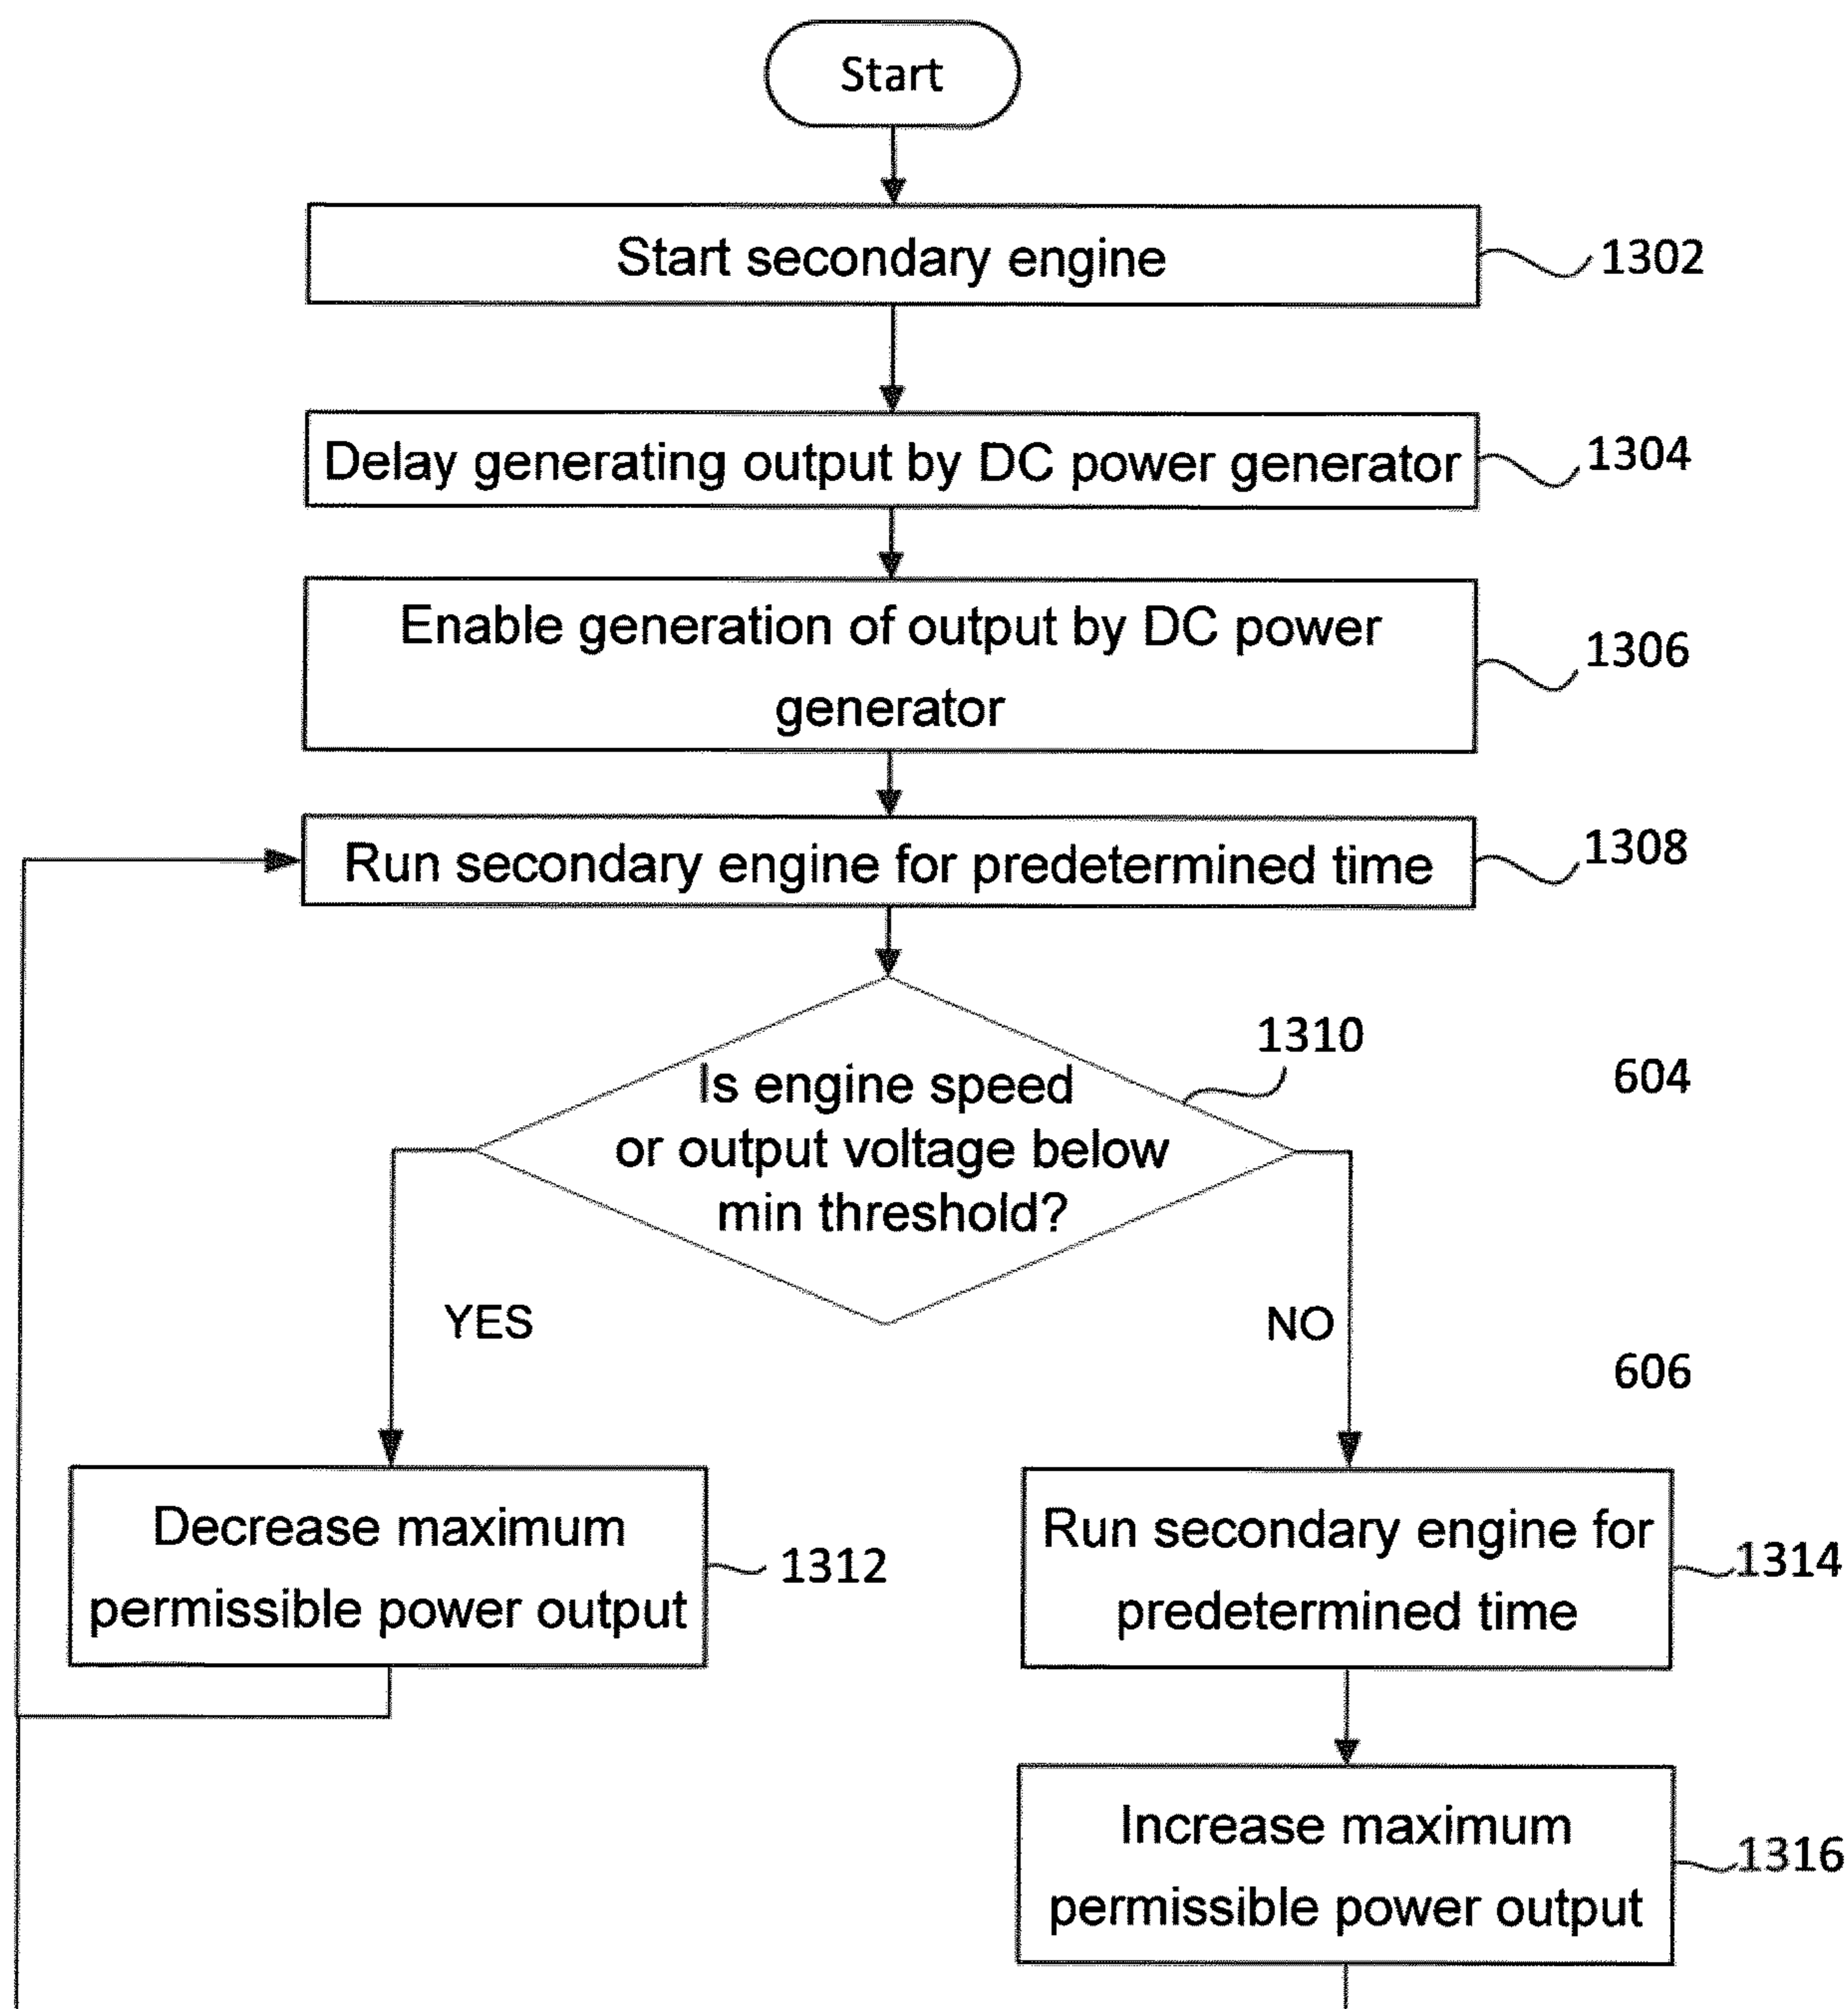 Start
Start secondary engine
1302
Delay generating output by DC power generator
1304
Enable generation of output by DC power
generator
1306
Run secondary engine for predetermined time
1308
1310
Is engine speed
or output voltage below
min threshold?
604
YES
NO
606
Decrease maximum
permissible power output
1312
Run secondary engine for
predetermined time
1314
Increase maximum
permissible power output
1316